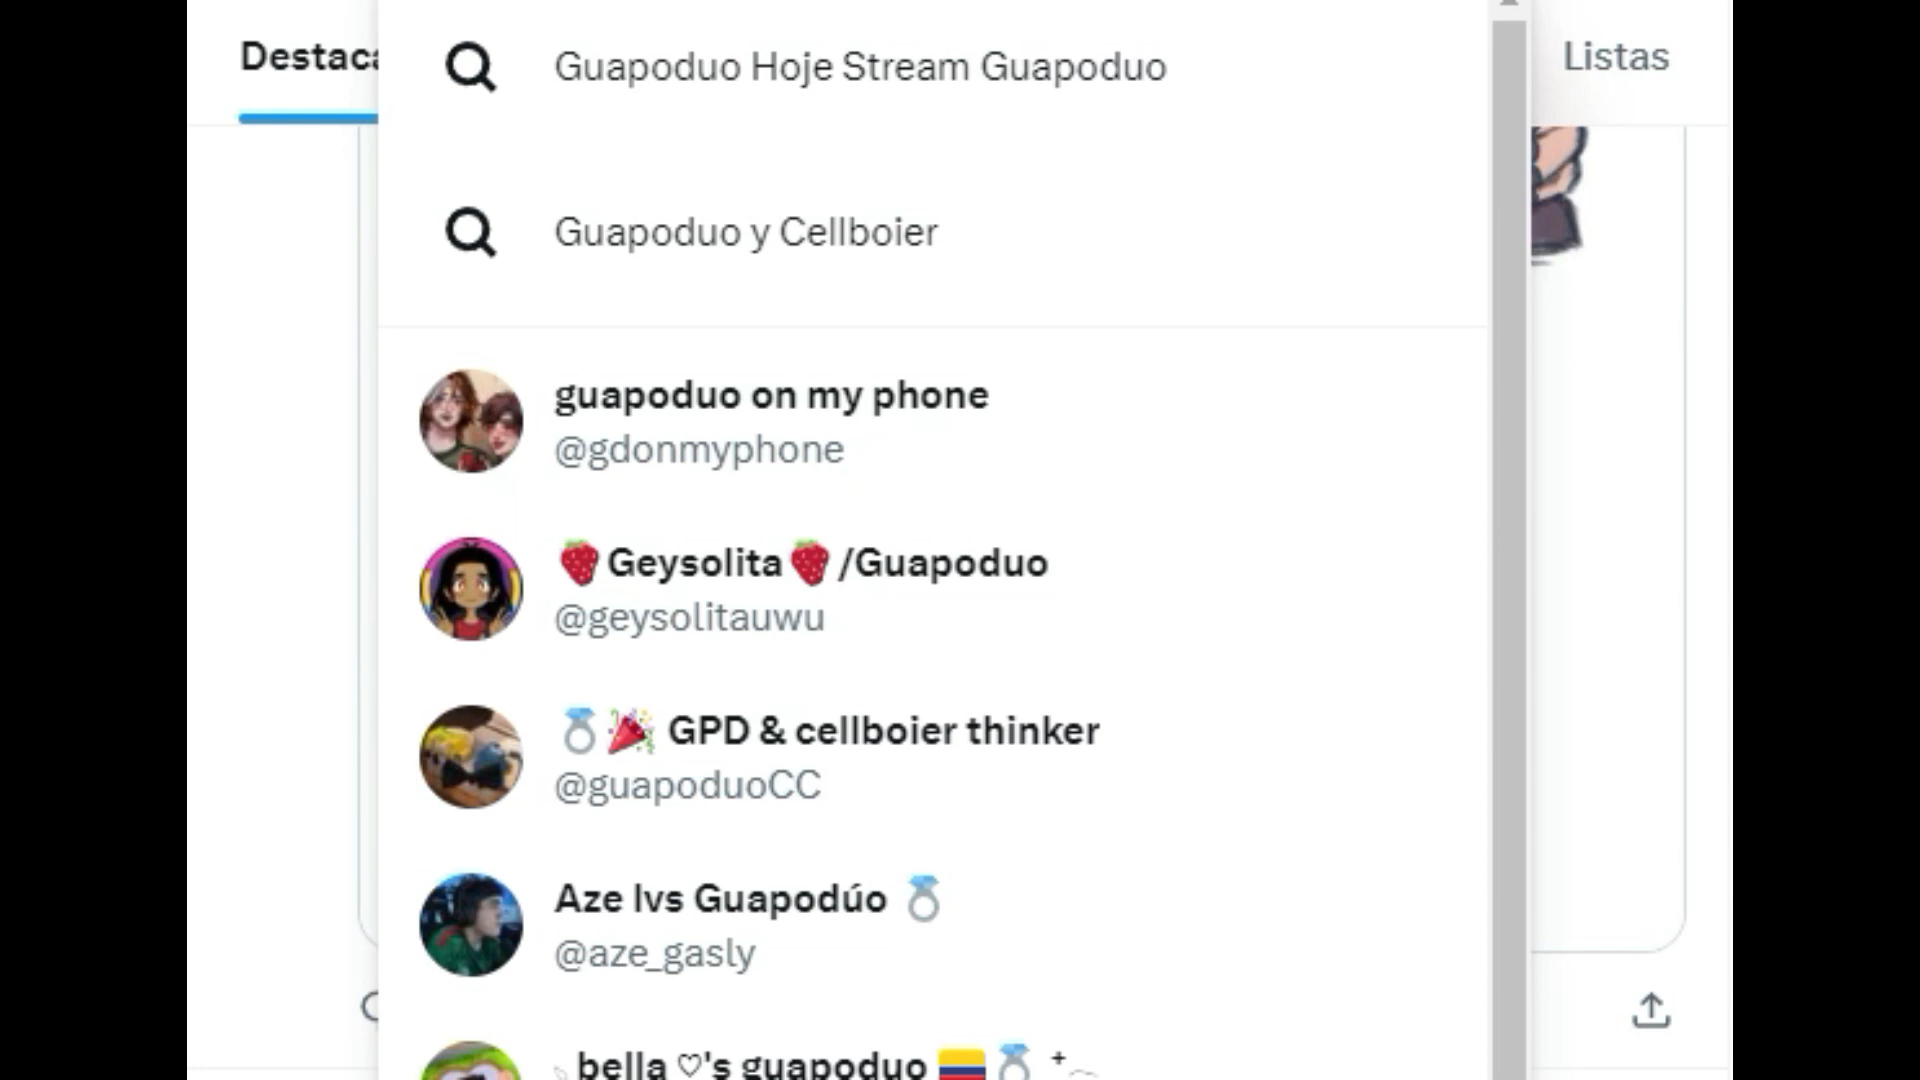 Destaca
Listas
Guapoduo Hoje Stream Guapoduo
Guapoduo y Cellboier
guapoduo on my phone
@gdonmyphone
🍓Geysolita🍓/Guapoduo
@geysolitauwu
💍🎉 GPD & cellboier thinker
@guapoduoCC
Aze lvs Guapodúo 💍
@aze_gasly
bella ♡'s guapoduo 🇨🇴💍